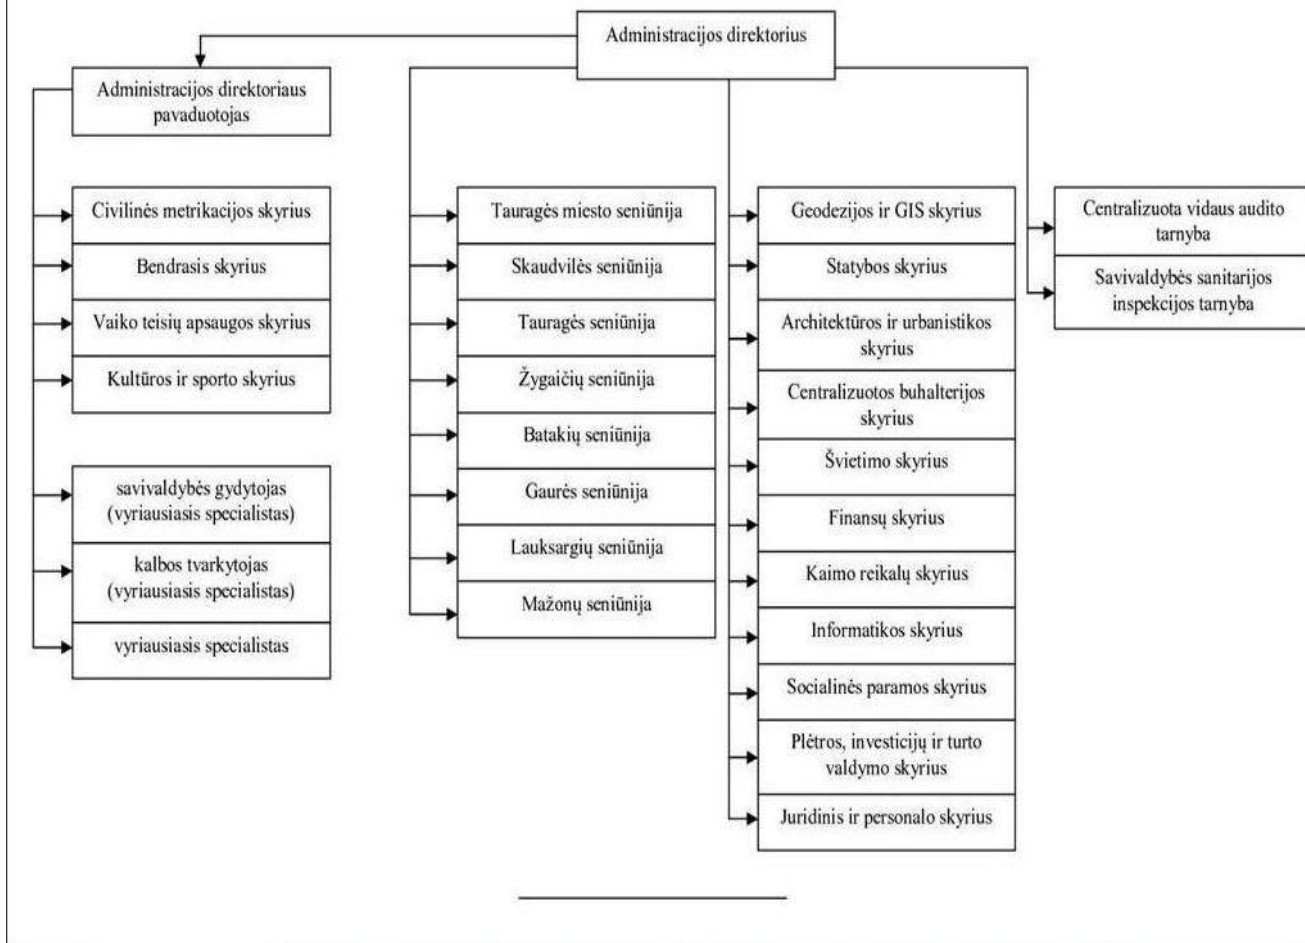 Administracijos direktorius
Administracijos direktoriaus
pavaduotojas
Civilinės metrikacijos skyrius
Bendrasis skyrius
Vaiko teisių apsaugos skyrius
Kultūros ir sporto skyrius
savivaldybės gydytojas
(vyriausiasis specialistas)
kalbos tvarkytojas
(vyriausiasis specialistas)
vyriausiasis specialistas
Tauragės miesto seniūnija
Skaudvilės seniūnija
Tauragės seniūnija
Žygaičių seniūnija
Batakių seniūnija
Gaurės seniūnija
Lauksargių seniūnija
Mažonų seniūnija
Geodezijos ir GIS skyrius
Statybos skyrius
Architektūros ir urbanistikos
skyrius
Centralizuotos buhalterijos
skyrius
Švietimo skyrius
Finansų skyrius
Kaimo reikalų skyrius
Informatikos skyrius
Socialinės paramos skyrius
Plėtros, investicijų ir turto
valdymo skyrius
Juridinis ir personalo skyrius
Centralizuota vidaus audito
tarnyba
Savivaldybės sanitarijos
inspekcijos tarnyba